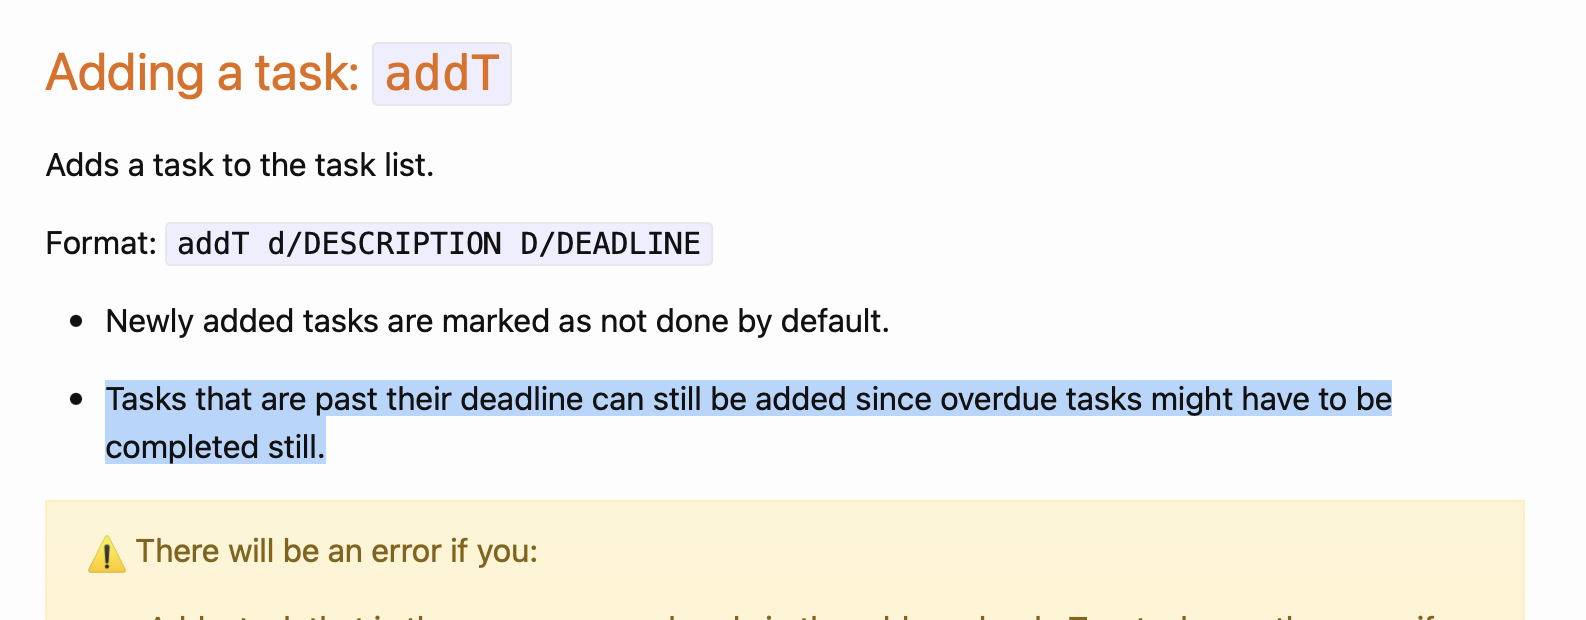 Adding a task: addT
Adds a task to the task list.
Format: addT d/DESCRIPTION D/DEADLINE
Newly added tasks are marked as not done by default.
Tasks that are past their deadline can still be added since overdue tasks might have to be
completed still.
There will be an error if you: